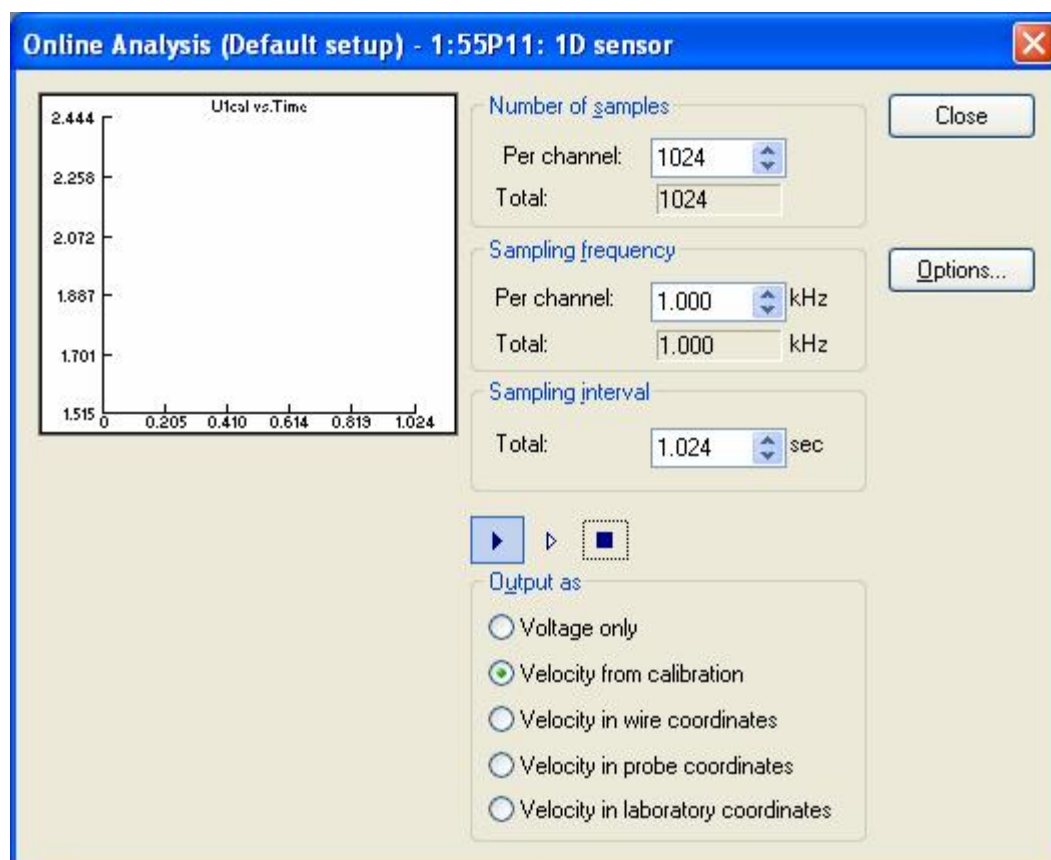 Online Analysis (Default setup) - 1:55P11: 1D sensor
U1cal vs.Time
2.444
2.258
2.072
1.887
1.701
1.515
0 0.205 0.410 0.614 0.819 1.024
Number of samples
Per channel: 1024
Total: 1024
Sampling frequency
Per channel: 1.000 kHz
Total: 1.000 kHz
Sampling interval
Total: 1.024 sec
Output as
Voltage only
Velocity from calibration
Velocity in wire coordinates
Velocity in probe coordinates
Velocity in laboratory coordinates
Close
Options...